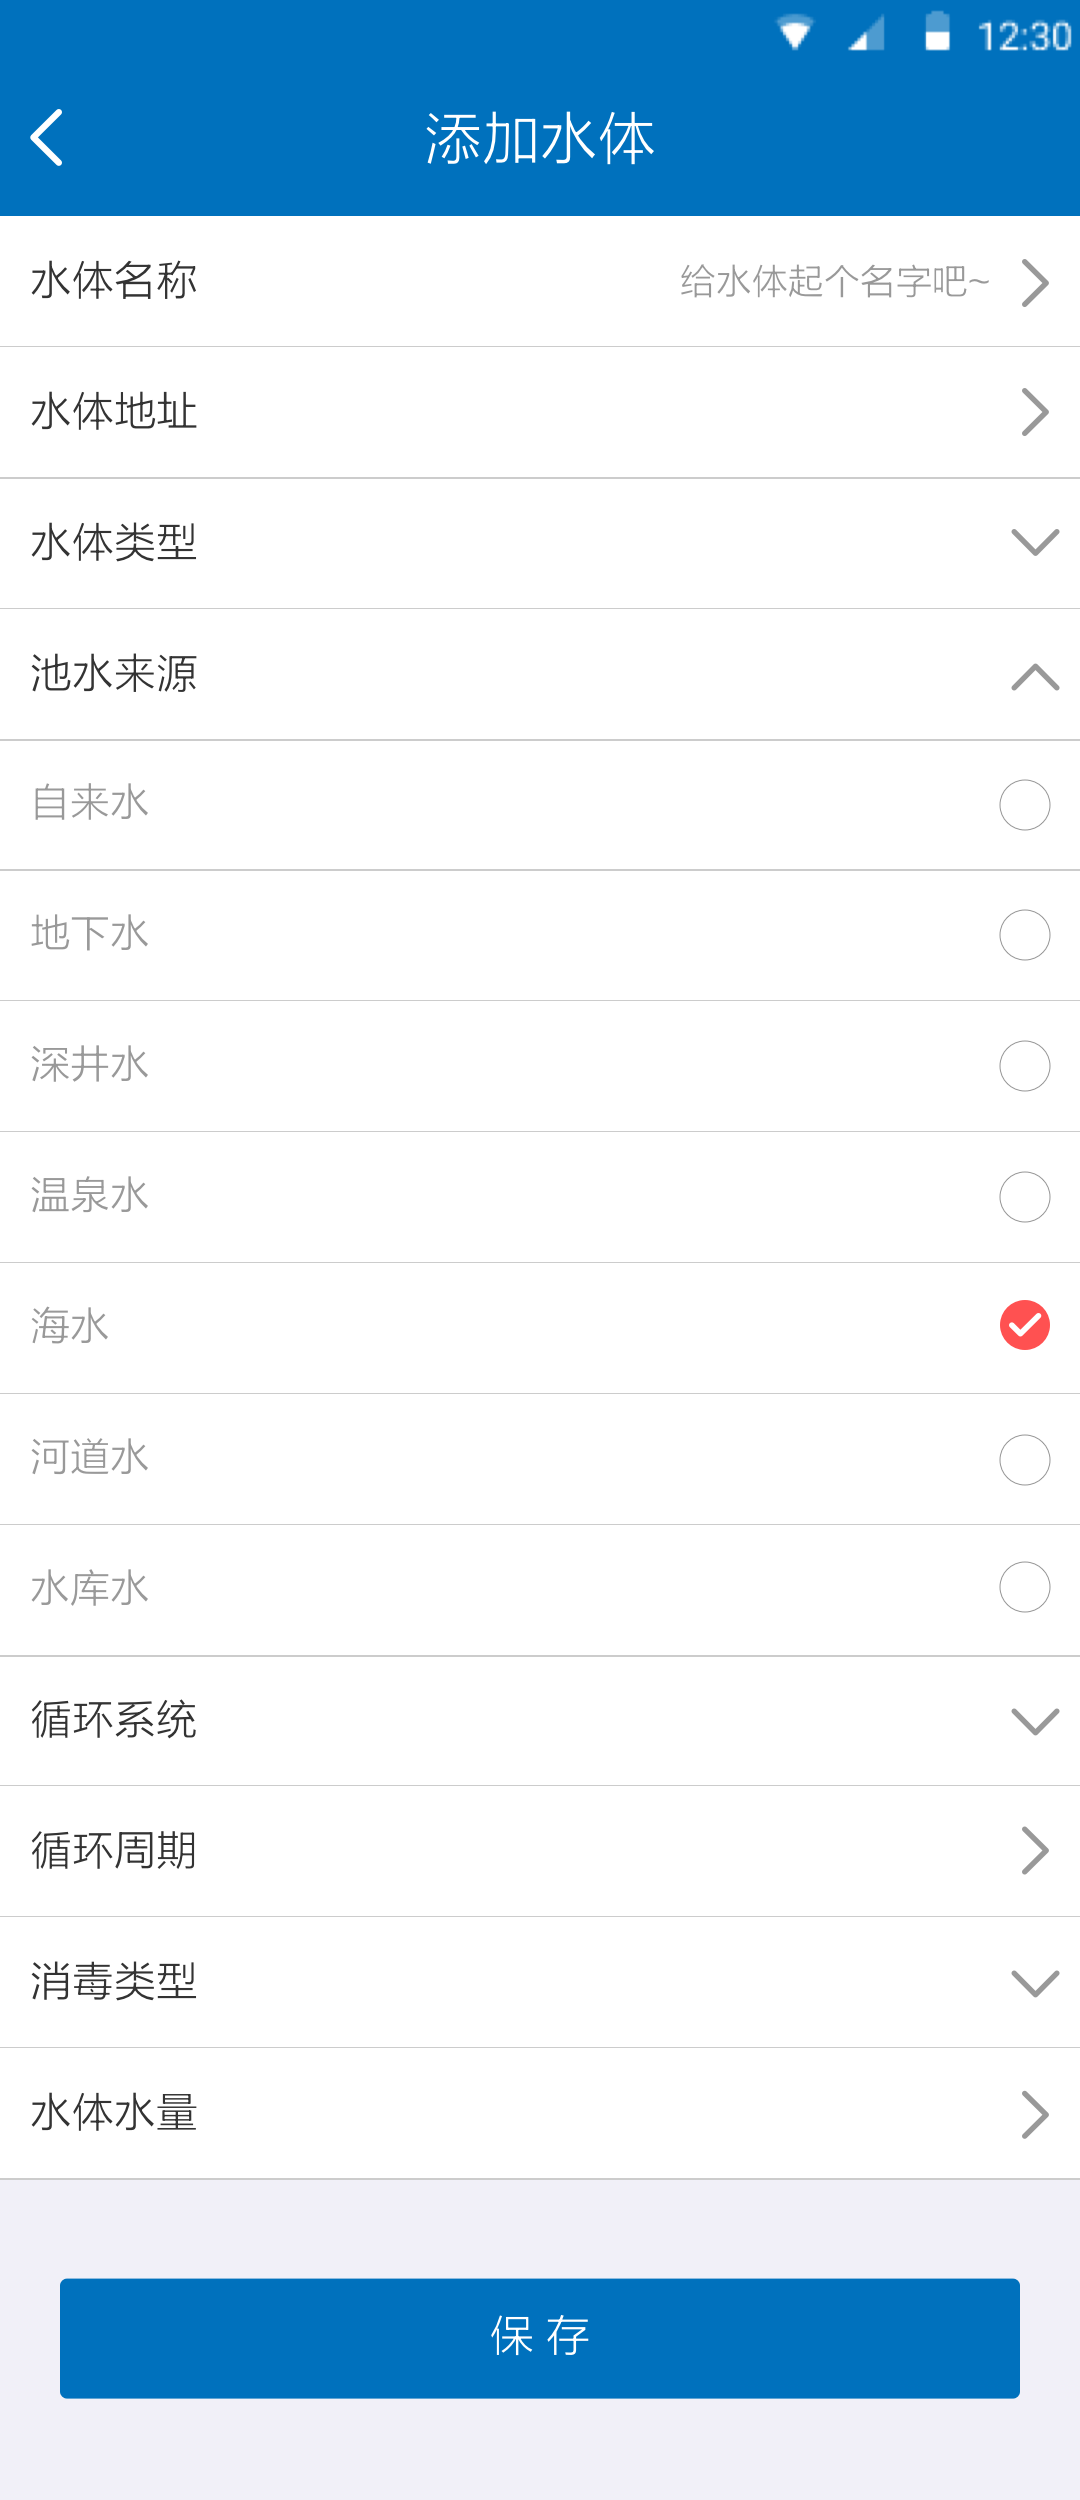 12:30
添加水体
水体名称 给水体起个名字吧~
水体地址
水体类型
池水来源
自来水
地下水
深井水
温泉水
海水
河道水
水库水
循环系统
循环周期
消毒类型
水体水量
保 存